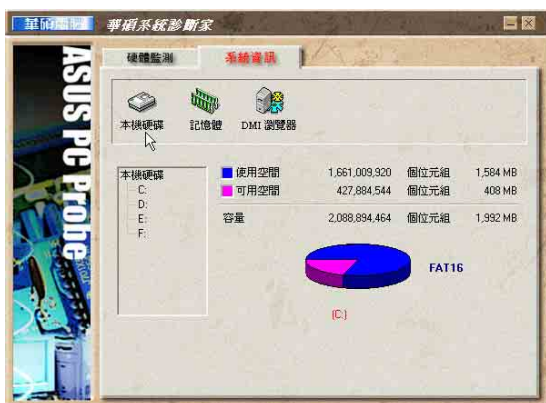 華碩電腦 華碩系統診斷家
ASUS PC Probe
硬體監測 系統資訊
本機硬碟 記憶體 DMI 瀏覽器
本機硬碟
C:
D:
E:
F:
使用空間 1,661,009,920 個位元組 1,584 MB
可用空間 427,884,544 個位元組 408 MB
容量 2,088,894,464 個位元組 1,992 MB
FAT16
(C:)